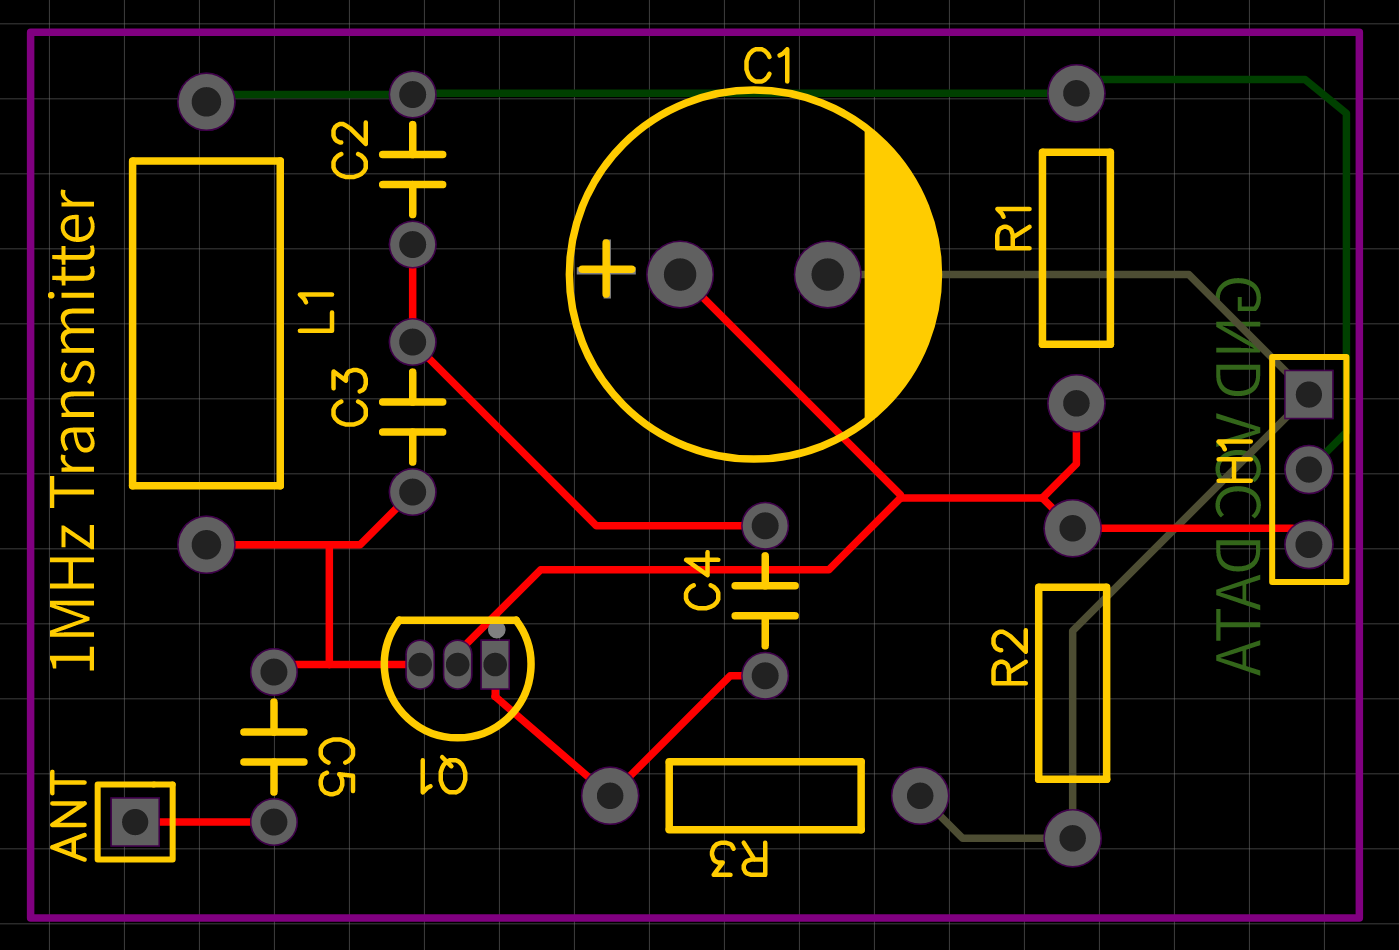 C1
C2
1MHz Transmitter
L1
C3
R1
GND VCC DATA
H1
C4
R2
Q1
C5
ANT
R3
+